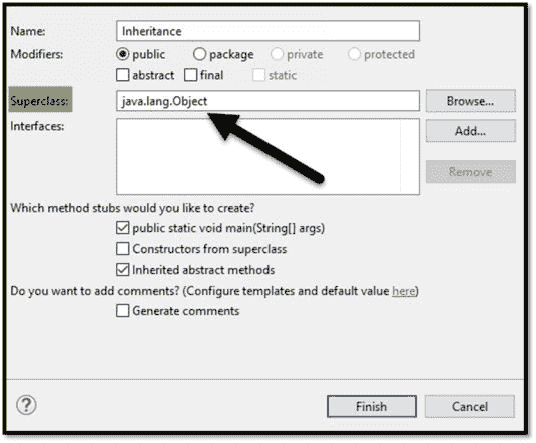 Name: Inheritance
Modifiers: public package private protected
abstract final static
Superclass: java.lang.Object Browse...
Interfaces: Add...
Remove
Which method stubs would you like to create?
public static void main(String[] args)
Constructors from superclass
Inherited abstract methods
Do you want to add comments? (Configure templates and default value here)
Generate comments
? Finish Cancel